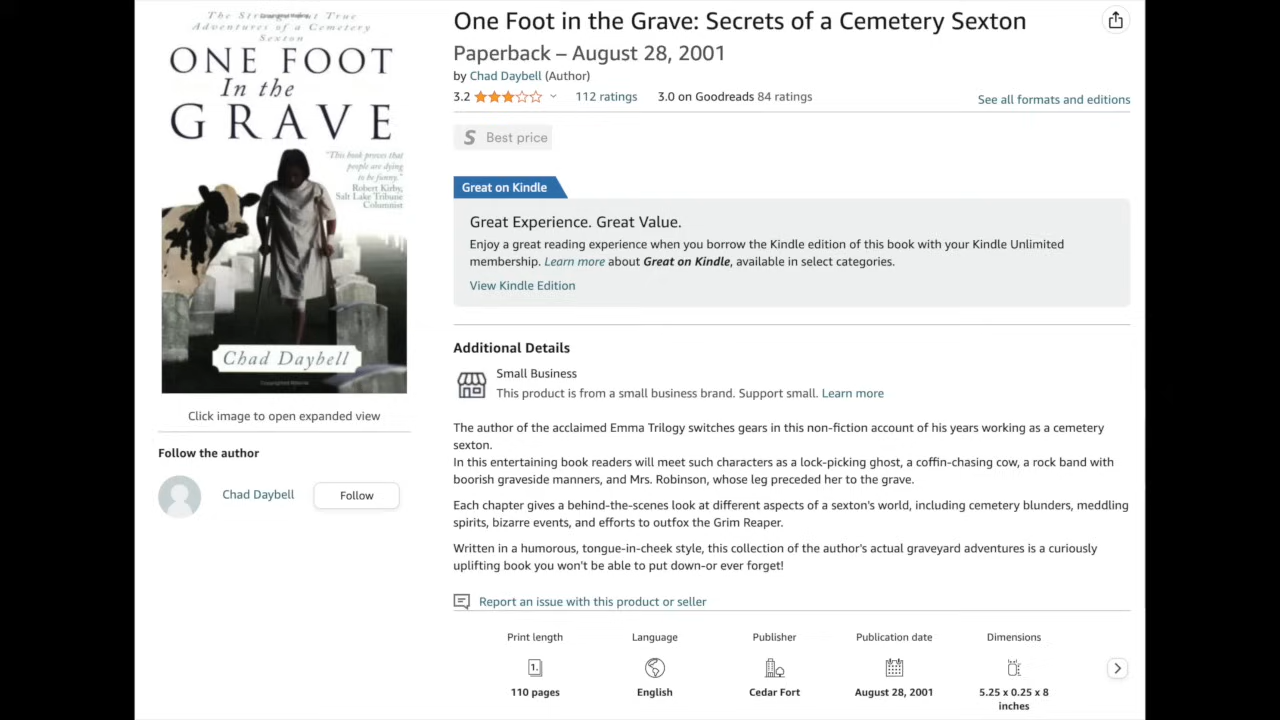 Adventures of a Cemetery
Sexton
ONE FOOT
In the
GRAVE
"This book proves that
people are dying
to be funny."
Robert Kirby,
Salt Lake Tribune
Columnist
Chad Daybell
Click image to open expanded view
Follow the author
Chad Daybell
Follow
One Foot in the Grave: Secrets of a Cemetery Sexton
Paperback – August 28, 2001
by Chad Daybell (Author)
3.2 112 ratings 3.0 on Goodreads 84 ratings
See all formats and editions
S Best price
Great on Kindle
Great Experience. Great Value.
Enjoy a great reading experience when you borrow the Kindle edition of this book with your Kindle Unlimited
membership. Learn more about Great on Kindle, available in select categories.
View Kindle Edition
Additional Details
Small Business
This product is from a small business brand. Support small. Learn more
The author of the acclaimed Emma Trilogy switches gears in this non-fiction account of his years working as a cemetery
sexton.
In this entertaining book readers will meet such characters as a lock-picking ghost, a coffin-chasing cow, a rock band with
boorish graveside manners, and Mrs. Robinson, whose leg preceded her to the grave.
Each chapter gives a behind-the-scenes look at different aspects of a sexton's world, including cemetery blunders, meddling
spirits, bizarre events, and efforts to outfox the Grim Reaper.
Written in a humorous, tongue-in-cheek style, this collection of the author's actual graveyard adventures is a curiously
uplifting book you won't be able to put down-or ever forget!
Report an issue with this product or seller
Print length Language Publisher Publication date Dimensions
1.
110 pages English Cedar Fort August 28, 2001 5.25 x 0.25 x 8
inches